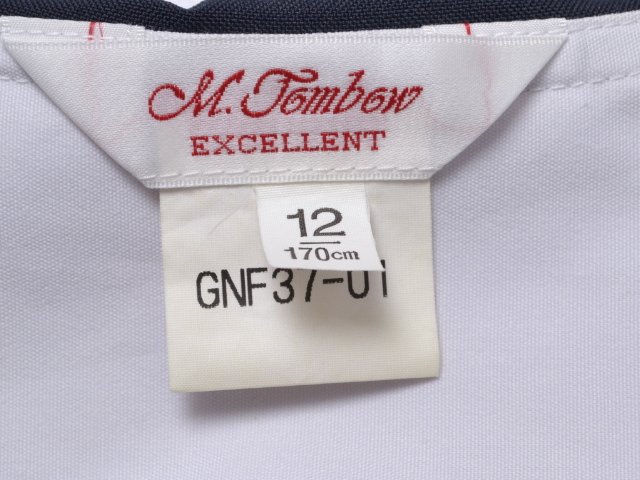 M. Tombow
EXCELLENT
12
170cm
GNF37-01